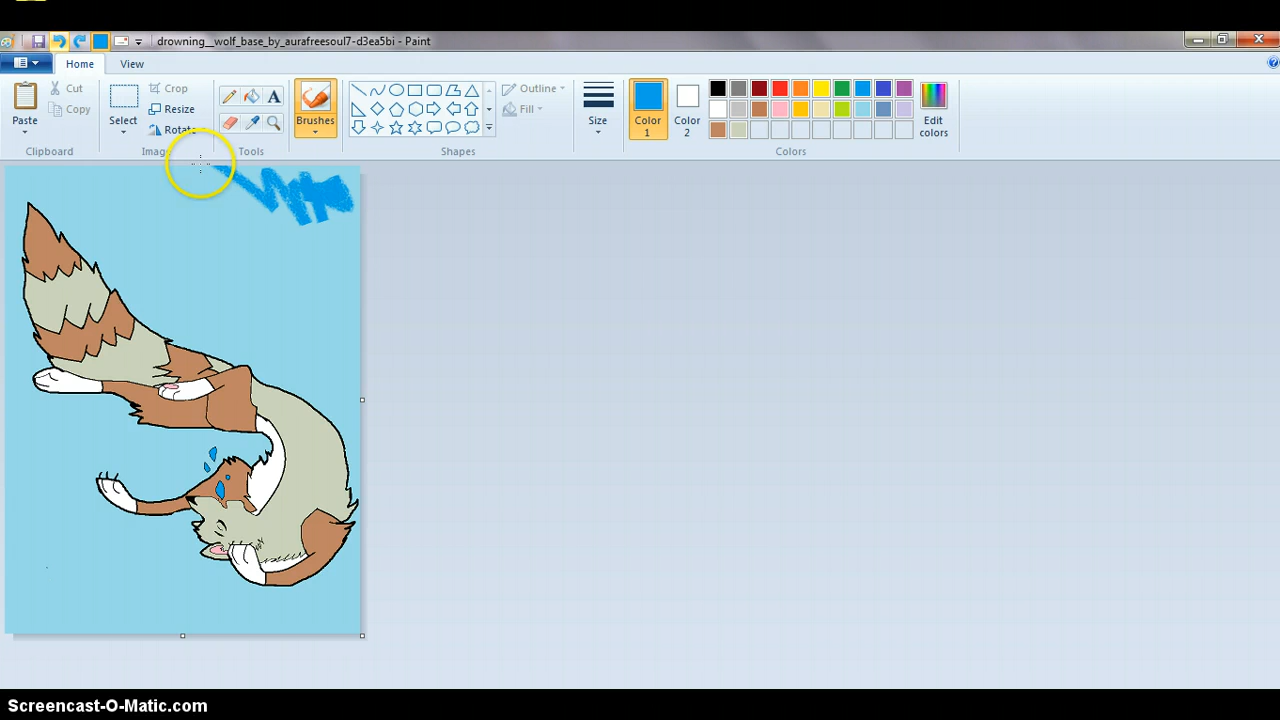 drowning__wolf_base_by_aurafreesoul7-d3ea5bi - Paint
Home View
Cut Crop Outline
Copy Resize Fill
Paste Select Rotate Brushes Size Color 1 Color 2 Edit colors
Clipboard Tools Shapes Colors
Screencast-O-Matic.com